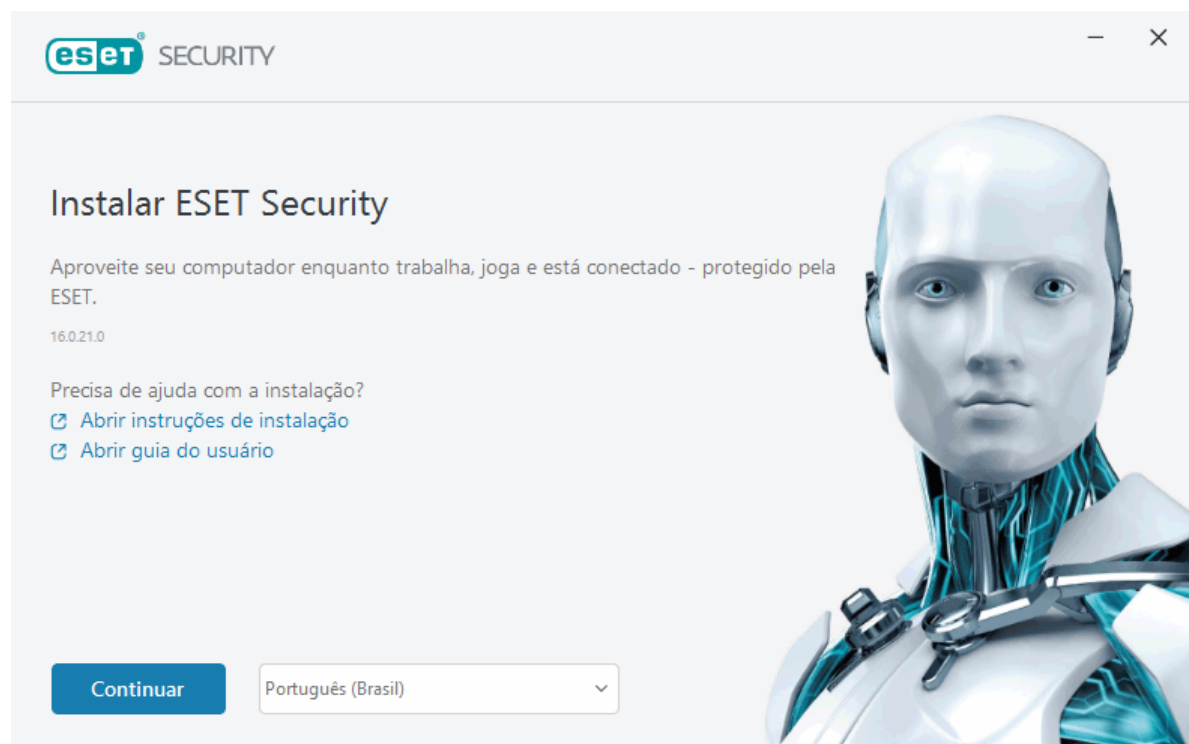 eset® SECURITY
Instalar ESET Security
Aproveite seu computador enquanto trabalha, joga e está conectado - protegido pela
ESET.
16.0.21.0
Precisa de ajuda com a instalação?
Abrir instruções de instalação
Abrir guia do usuário
Continuar
Português (Brasil)